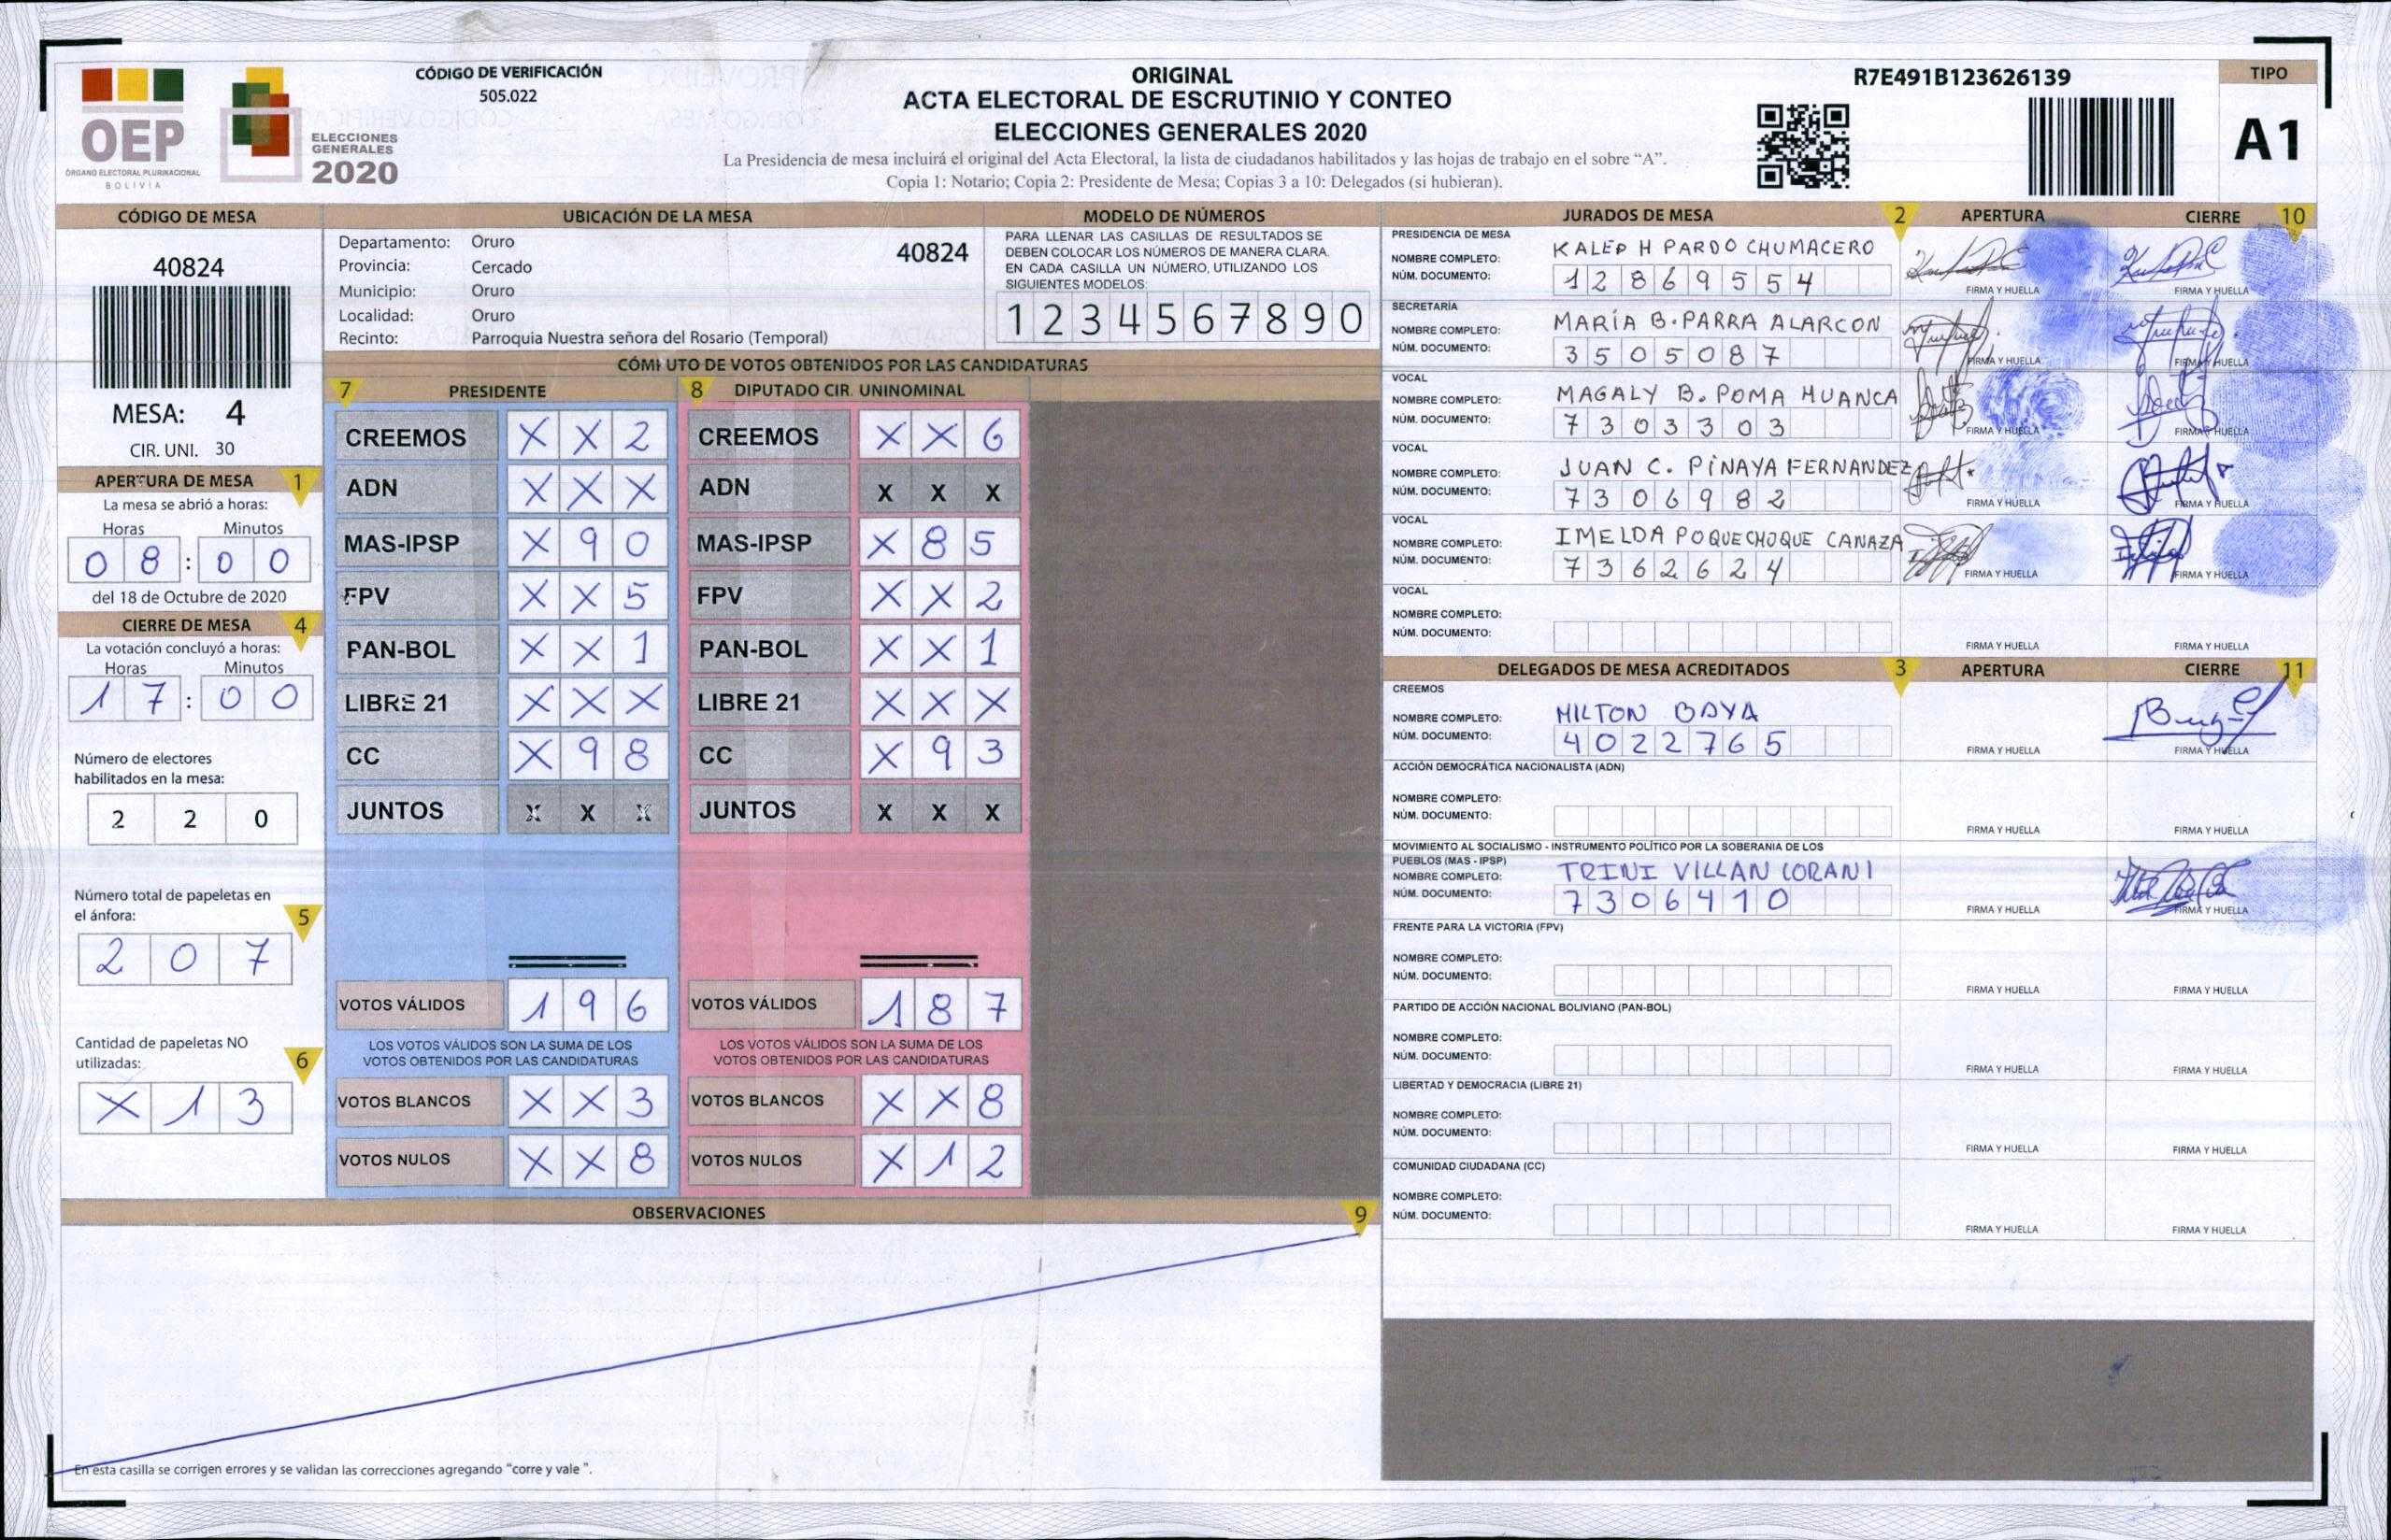 OEP
ÓRGANO ELECTORAL PLURINACIONAL
BOLIVIA
ELECCIONES
GENERALES
2020
CÓDIGO DE VERIFICACIÓN
505.022
ORIGINAL
ACTA ELECTORAL DE ESCRUTINIO Y CONTEO
ELECCIONES GENERALES 2020
La Presidencia de mesa incluirá el original del Acta Electoral, la lista de ciudadanos habilitados y las hojas de trabajo en el sobre “A”.
Copia 1: Notario; Copia 2: Presidente de Mesa; Copias 3 a 10: Delegados (si hubieran).
R7E491B123626139
TIPO
A1
CÓDIGO DE MESA
40824
MESA: 4
CIR. UNI. 30
APERTURA DE MESA 1
La mesa se abrió a horas:
Horas Minutos
0 8 : 0 0
del 18 de Octubre de 2020
CIERRE DE MESA 4
La votación concluyó a horas:
Horas Minutos
1 7 : 0 0
Número de electores
habilitados en la mesa:
2 2 0
Número total de papeletas en
el ánfora: 5
2 0 7
Cantidad de papeletas NO
utilizadas: 6
X 1 3
UBICACIÓN DE LA MESA
Departamento: Oruro 40824
Provincia: Cercado
Municipio: Oruro
Localidad: Oruro
Recinto: Parroquia Nuestra señora del Rosario (Temporal)
MODELO DE NÚMEROS
PARA LLENAR LAS CASILLAS DE RESULTADOS SE
DEBEN COLOCAR LOS NÚMEROS DE MANERA CLARA.
EN CADA CASILLA UN NÚMERO, UTILIZANDO LOS
SIGUIENTES MODELOS:
1 2 3 4 5 6 7 8 9 0
CÓMPUTO DE VOTOS OBTENIDOS POR LAS CANDIDATURAS
7 PRESIDENTE 8 DIPUTADO CIR. UNINOMINAL
CREEMOS X X 2 CREEMOS X X 6
ADN X X X ADN X X X
MAS-IPSP X 9 0 MAS-IPSP X 8 5
FPV X X 5 FPV X X 2
PAN-BOL X X 1 PAN-BOL X X 1
LIBRE 21 X X X LIBRE 21 X X X
CC X 9 8 CC X 9 3
JUNTOS X X X JUNTOS X X X
VOTOS VÁLIDOS 1 9 6 VOTOS VÁLIDOS 1 8 7
LOS VOTOS VÁLIDOS SON LA SUMA DE LOS LOS VOTOS VÁLIDOS SON LA SUMA DE LOS
VOTOS OBTENIDOS POR LAS CANDIDATURAS VOTOS OBTENIDOS POR LAS CANDIDATURAS
VOTOS BLANCOS X X 3 VOTOS BLANCOS X X 8
VOTOS NULOS X X 8 VOTOS NULOS X 1 2
OBSERVACIONES 9
En esta casilla se corrigen errores y se validan las correcciones agregando “corre y vale ”.
JURADOS DE MESA 2 APERTURA CIERRE 10
PRESIDENCIA DE MESA
NOMBRE COMPLETO: KALEP H PARDO CHUMACERO
NÚM. DOCUMENTO: 1 2 8 6 9 5 5 4
FIRMA Y HUELLA FIRMA Y HUELLA
SECRETARÍA
NOMBRE COMPLETO: MARÍA B. PARRA ALARCON
NÚM. DOCUMENTO: 3 5 0 5 0 8 7
FIRMA Y HUELLA FIRMA Y HUELLA
VOCAL
NOMBRE COMPLETO: MAGALY B. POMA HUANCA
NÚM. DOCUMENTO: 7 3 0 3 3 0 3
FIRMA Y HUELLA FIRMA Y HUELLA
VOCAL
NOMBRE COMPLETO: JUAN C. PINAYA FERNANDEZ
NÚM. DOCUMENTO: 7 3 0 6 9 8 2
FIRMA Y HUELLA FIRMA Y HUELLA
VOCAL
NOMBRE COMPLETO: IMELDA POQUECHOQUE CANAZA
NÚM. DOCUMENTO: 7 3 6 2 6 2 4
FIRMA Y HUELLA FIRMA Y HUELLA
VOCAL
NOMBRE COMPLETO:
NÚM. DOCUMENTO:
FIRMA Y HUELLA FIRMA Y HUELLA
DELEGADOS DE MESA ACREDITADOS 3 APERTURA CIERRE 11
CREEMOS
NOMBRE COMPLETO: MILTON BAYA
NÚM. DOCUMENTO: 4 0 2 2 7 6 5
FIRMA Y HUELLA FIRMA Y HUELLA
ACCIÓN DEMOCRÁTICA NACIONALISTA (ADN)
NOMBRE COMPLETO:
NÚM. DOCUMENTO:
FIRMA Y HUELLA FIRMA Y HUELLA
MOVIMIENTO AL SOCIALISMO - INSTRUMENTO POLÍTICO POR LA SOBERANIA DE LOS
PUEBLOS (MAS - IPSP)
NOMBRE COMPLETO: TRINI VILLAN CORANI
NÚM. DOCUMENTO: 7 3 0 6 4 1 0
FIRMA Y HUELLA FIRMA Y HUELLA
FRENTE PARA LA VICTORIA (FPV)
NOMBRE COMPLETO:
NÚM. DOCUMENTO:
FIRMA Y HUELLA FIRMA Y HUELLA
PARTIDO DE ACCIÓN NACIONAL BOLIVIANO (PAN-BOL)
NOMBRE COMPLETO:
NÚM. DOCUMENTO:
FIRMA Y HUELLA FIRMA Y HUELLA
LIBERTAD Y DEMOCRACIA (LIBRE 21)
NOMBRE COMPLETO:
NÚM. DOCUMENTO:
FIRMA Y HUELLA FIRMA Y HUELLA
COMUNIDAD CIUDADANA (CC)
NOMBRE COMPLETO:
NÚM. DOCUMENTO:
FIRMA Y HUELLA FIRMA Y HUELLA